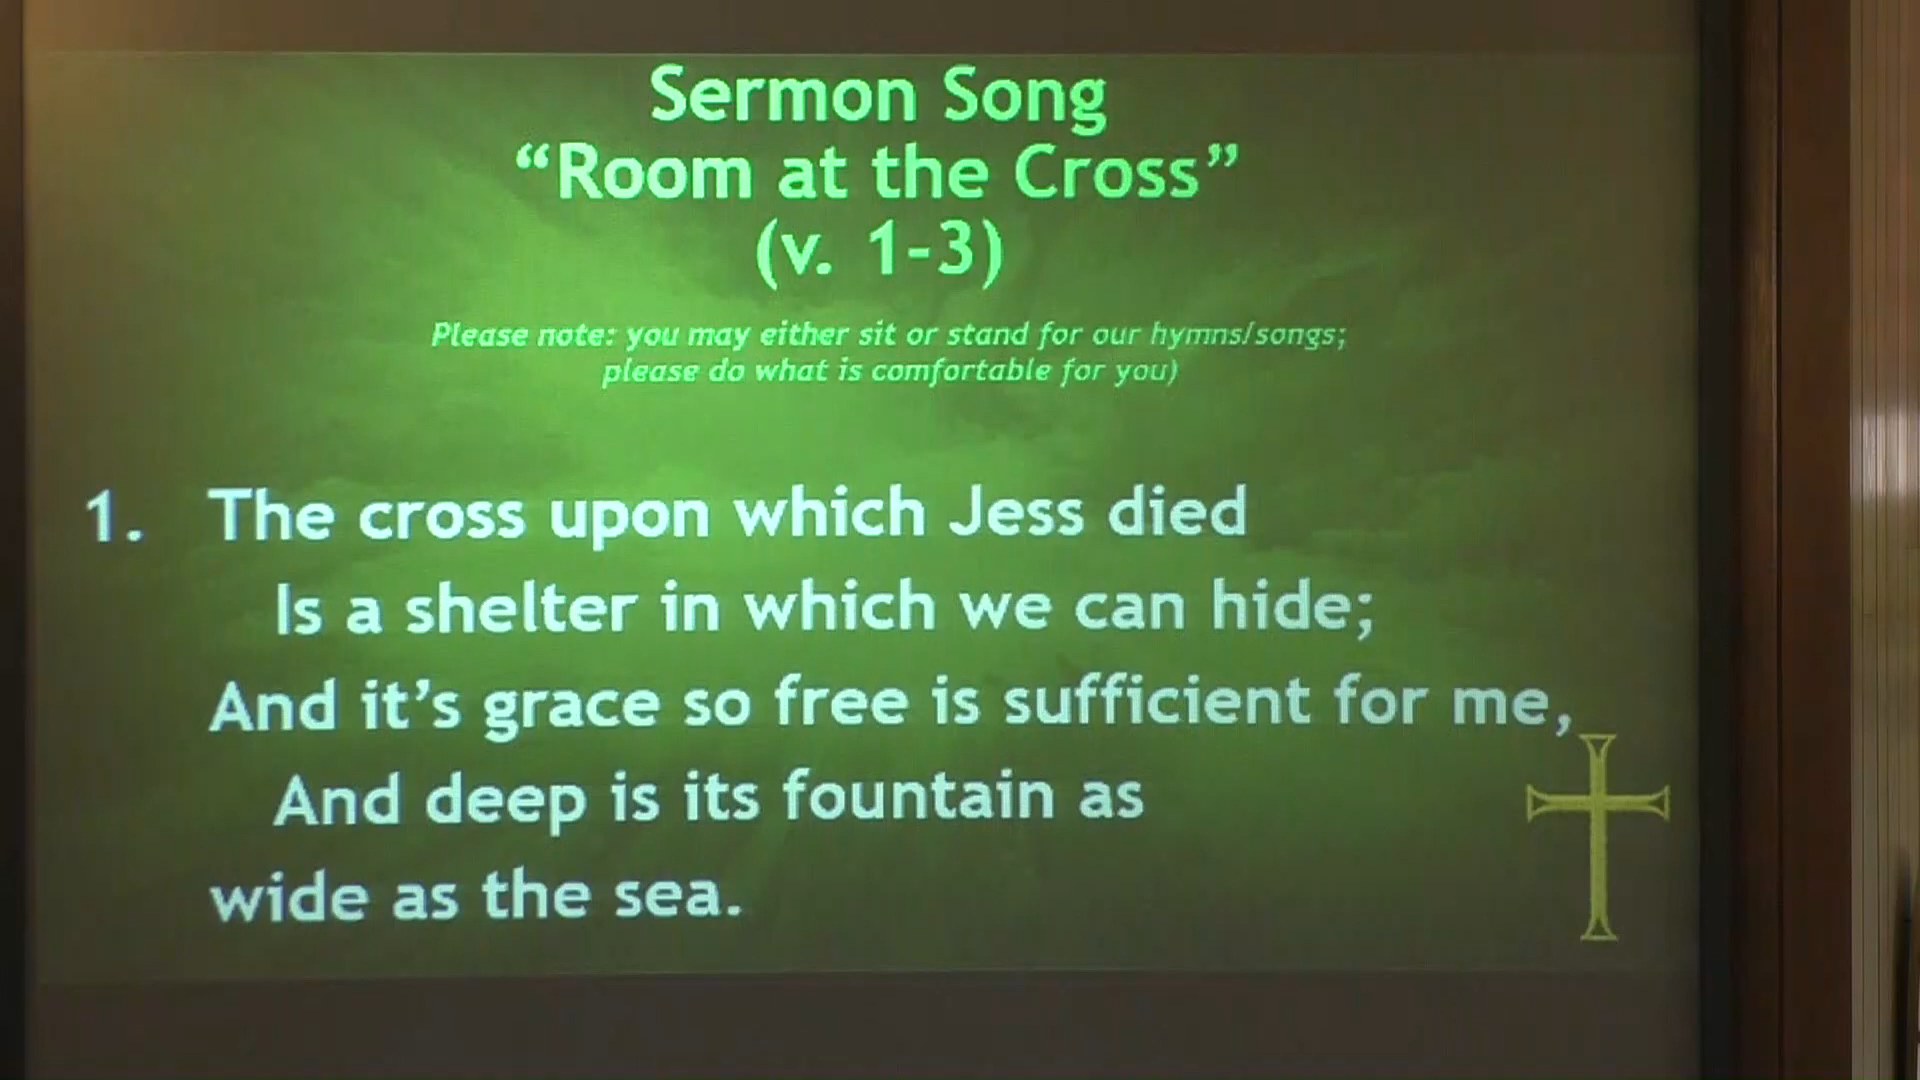 Sermon Song
“Room at the Cross”
(v. 1-3)
Please note: you may either sit or stand for our hymns/songs;
please do what is comfortable for you)
1. The cross upon which Jess died
Is a shelter in which we can hide;
And it’s grace so free is sufficient for me,
And deep is its fountain as
wide as the sea.